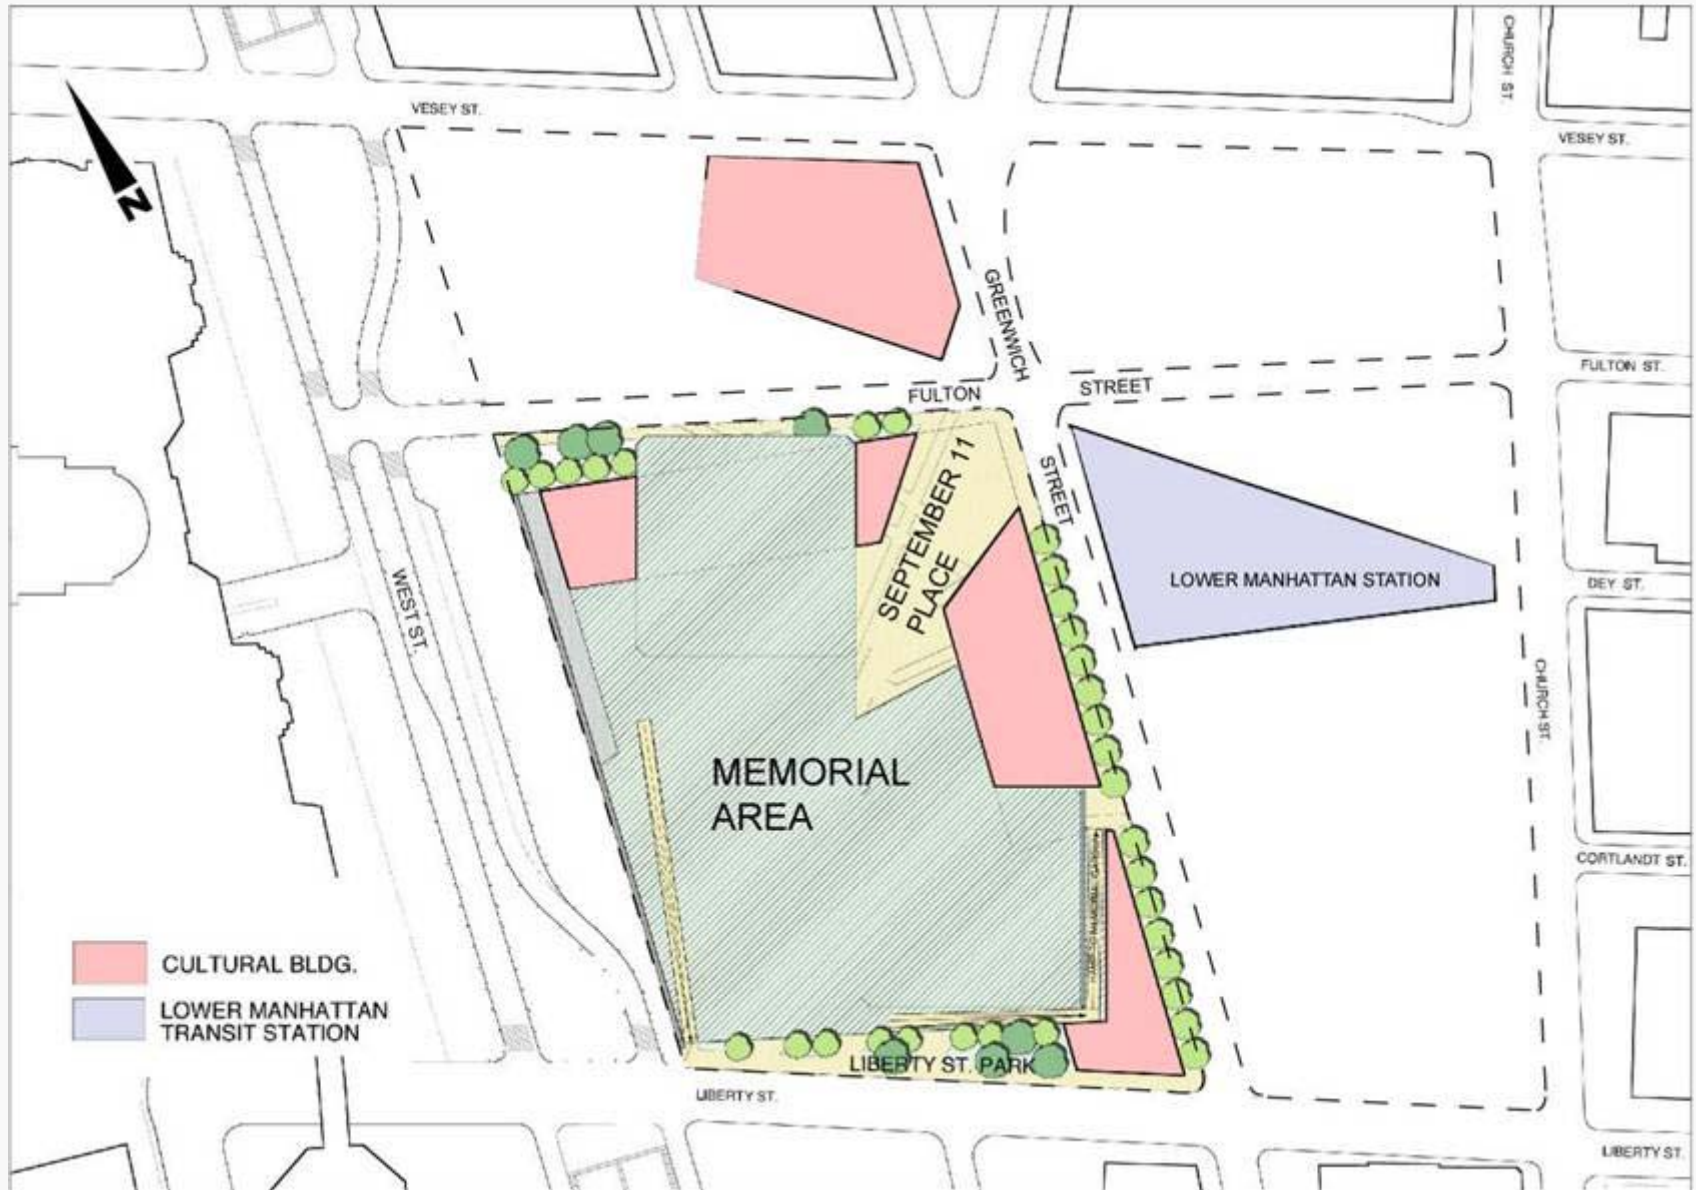 CHURCH ST.
VESEY ST.
VESEY ST.
N
GREENWICH
STREET
FULTON
STREET
FULTON ST.
SEPTEMBER 11
PLACE
LOWER MANHATTAN STATION
DEY ST.
WEST ST.
CHURCH ST.
MEMORIAL
AREA
CORTLANDT ST.
CULTURAL BLDG.
LOWER MANHATTAN
TRANSIT STATION
LIBERTY ST. PARK
LIBERTY ST.
LIBERTY ST.